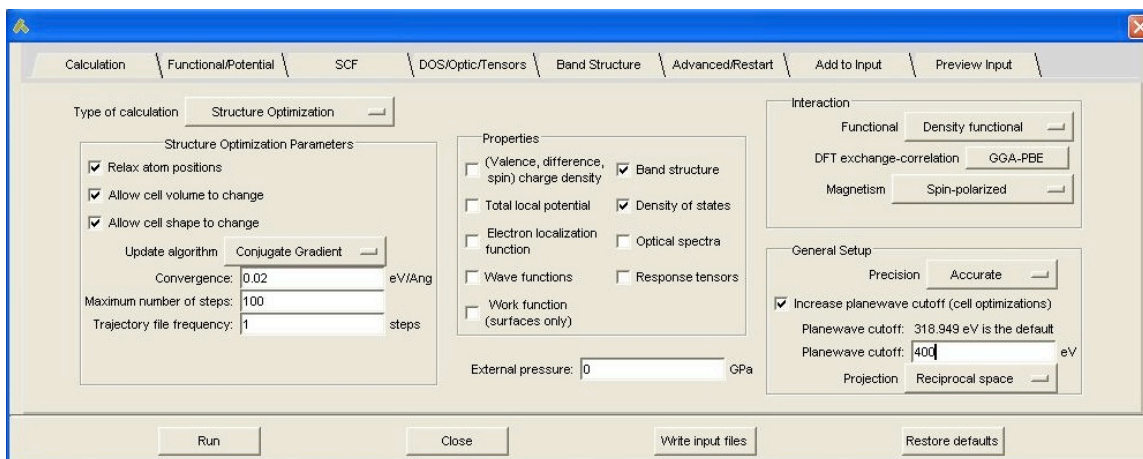 Calculation
Functional/Potential
SCF
DOS/Optic/Tensors
Band Structure
Advanced/Restart
Add to Input
Preview Input
Type of calculation Structure Optimization
Structure Optimization Parameters
Relax atom positions
Allow cell volume to change
Allow cell shape to change
Update algorithm Conjugate Gradient
Convergence: 0.02 eV/Ang
Maximum number of steps: 100
Trajectory file frequency: 1 steps
Properties
(Valence, difference,
spin) charge density
Band structure
Total local potential
Density of states
Electron localization
function
Optical spectra
Wave functions
Response tensors
Work function
(surfaces only)
External pressure: 0 GPa
Interaction
Functional Density functional
DFT exchange-correlation GGA-PBE
Magnetism Spin-polarized
General Setup
Precision Accurate
Increase planewave cutoff (cell optimizations)
Planewave cutoff: 318.949 eV is the default
Planewave cutoff: 400 eV
Projection Reciprocal space
Run
Close
Write input files
Restore defaults